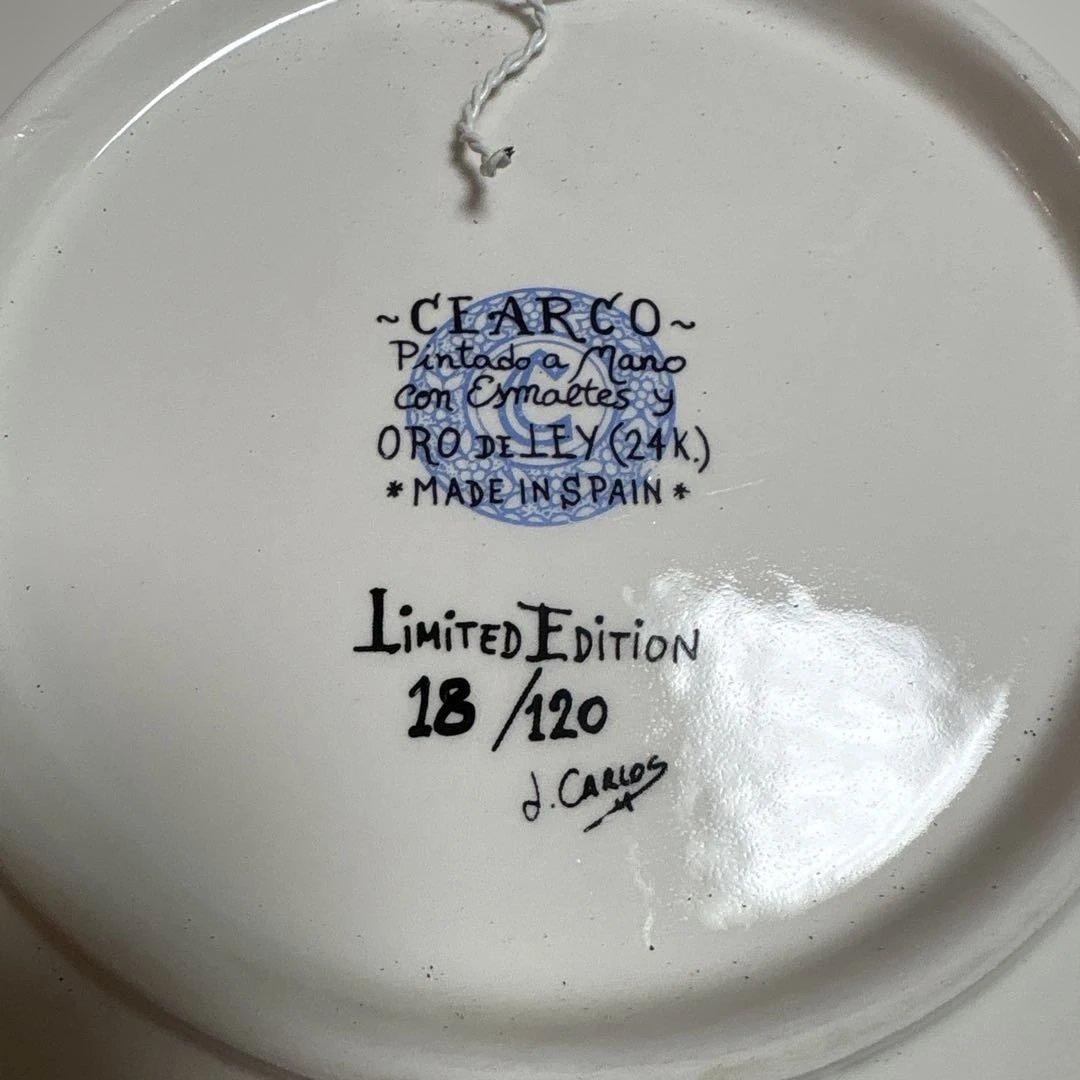 ~CEARCO~
Pintado a Mano
con Esmaltes y
ORO DE LEY (24K.)
*MADE IN SPAIN*
C
LiMiTED EDiTiON
18/120
J. CARLOS